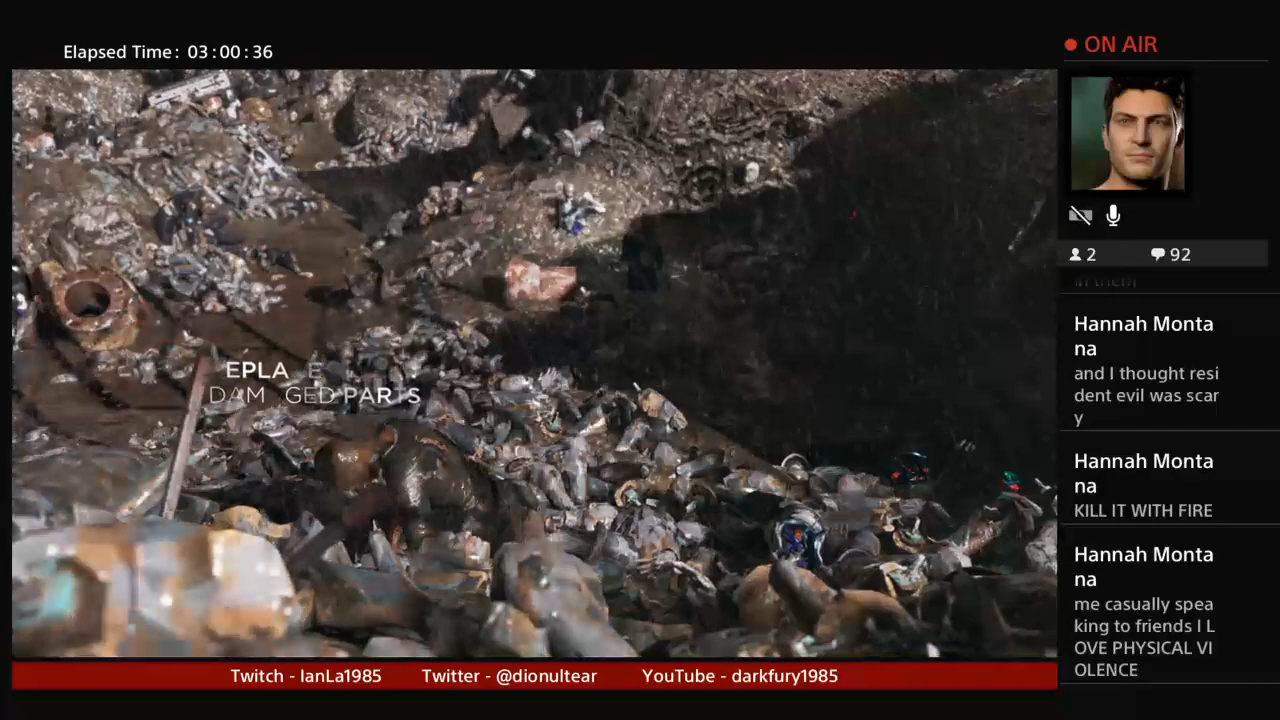 Elapsed Time: 03:00:36
ON AIR
2 92
in them
Hannah Monta
na
and I thought resi
dent evil was scar
y
EPLA E
DAM GED PARTS
Hannah Monta
na
KILL IT WITH FIRE
Hannah Monta
na
me casually spea
king to friends I L
OVE PHYSICAL VI
OLENCE
Twitch - IanLa1985 Twitter - @dionultear YouTube - darkfury1985